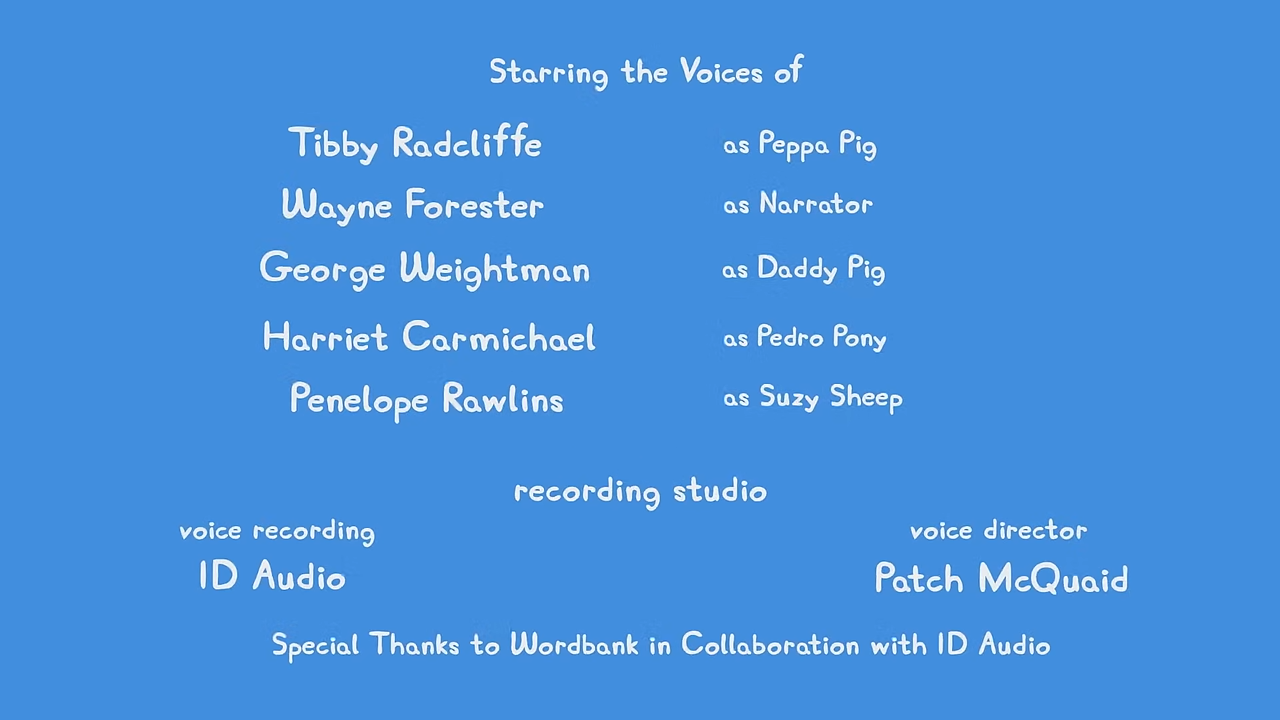 Starring the Voices of
Tibby Radcliffe as Peppa Pig
Wayne Forester as Narrator
George Weightman as Daddy Pig
Harriet Carmichael as Pedro Pony
Penelope Rawlins as Suzy Sheep
recording studio
voice recording voice director
ID Audio Patch McQuaid
Special Thanks to Wordbank in Collaboration with ID Audio